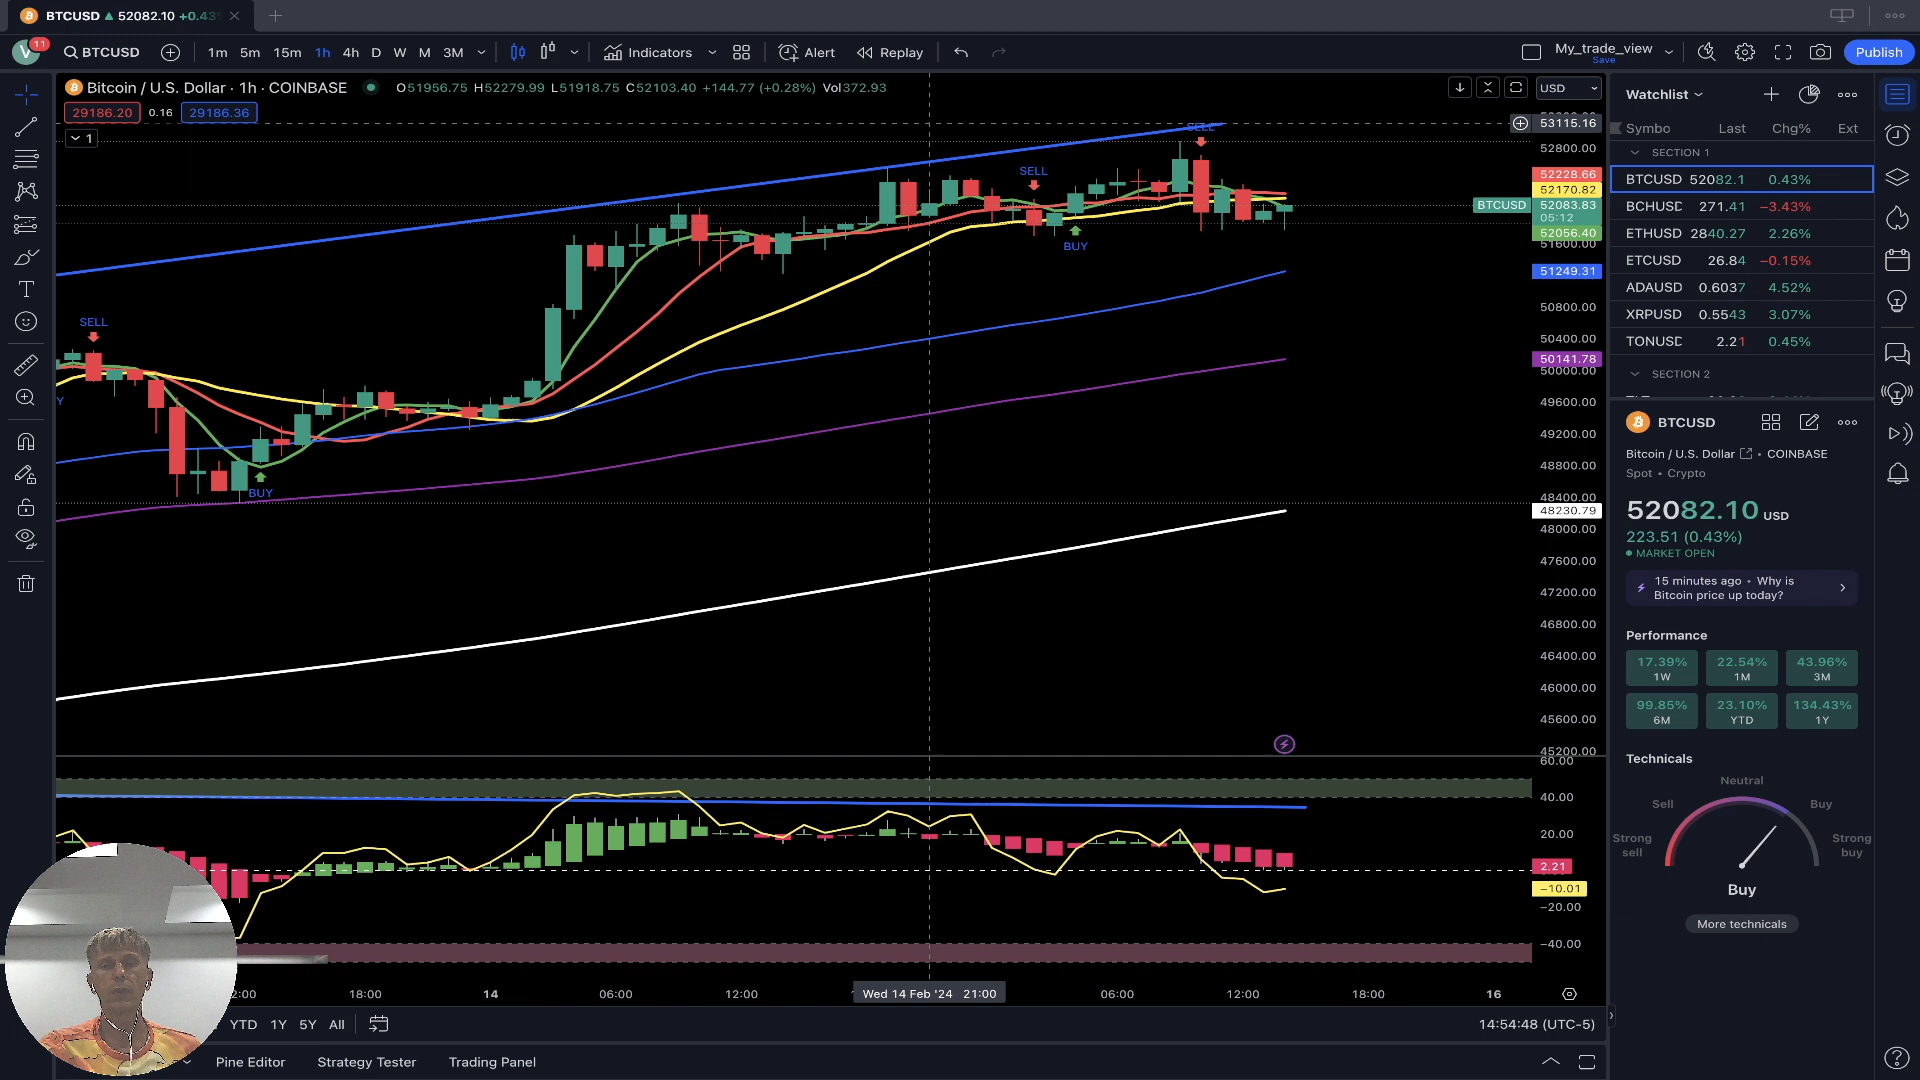 BTCUSD ▲ 52082.10 +0.43
V 11 BTCUSD 1m 5m 15m 1h 4h D W M 3M Indicators Alert Replay My_trade_view Save Publish
Bitcoin / U.S. Dollar · 1h · COINBASE O51956.75 H52279.99 L51918.75 C52103.40 +144.77 (+0.28%) Vol372.93
USD
29186.20 0.16 29186.36
1
53115.16
52800.00
52228.66
52170.82
BTCUSD 52083.83
05:12
52056.40
51600.00
51249.31
50800.00
50400.00
50141.78
50000.00
49600.00
49200.00
48800.00
48400.00
48230.79
48000.00
47600.00
47200.00
46800.00
46400.00
46000.00
45600.00
45200.00
SELL
SELL
SELL
BUY
BUY
Y
60.00
40.00
20.00
2.21
−10.01
−20.00
−40.00
2:00 18:00 14 06:00 12:00 Wed 14 Feb '24 21:00 06:00 12:00 18:00 16
YTD 1Y 5Y All 14:54:48 (UTC-5)
Pine Editor Strategy Tester Trading Panel
Watchlist
Symbo Last Chg% Ext
SECTION 1
BTCUSD 52082.1 0.43%
BCHUSD 271.41 −3.43%
ETHUSD 2840.27 2.26%
ETCUSD 26.84 −0.15%
ADAUSD 0.6037 4.52%
XRPUSD 0.5543 3.07%
TONUSD 2.21 0.45%
SECTION 2
BTCUSD
Bitcoin / U.S. Dollar • COINBASE
Spot • Crypto
52082.10 USD
223.51 (0.43%)
MARKET OPEN
15 minutes ago • Why is
Bitcoin price up today?
Performance
17.39% 22.54% 43.96%
1W 1M 3M
99.85% 23.10% 134.43%
6M YTD 1Y
Technicals
Neutral
Sell Buy
Strong sell
Strong buy
Buy
More technicals